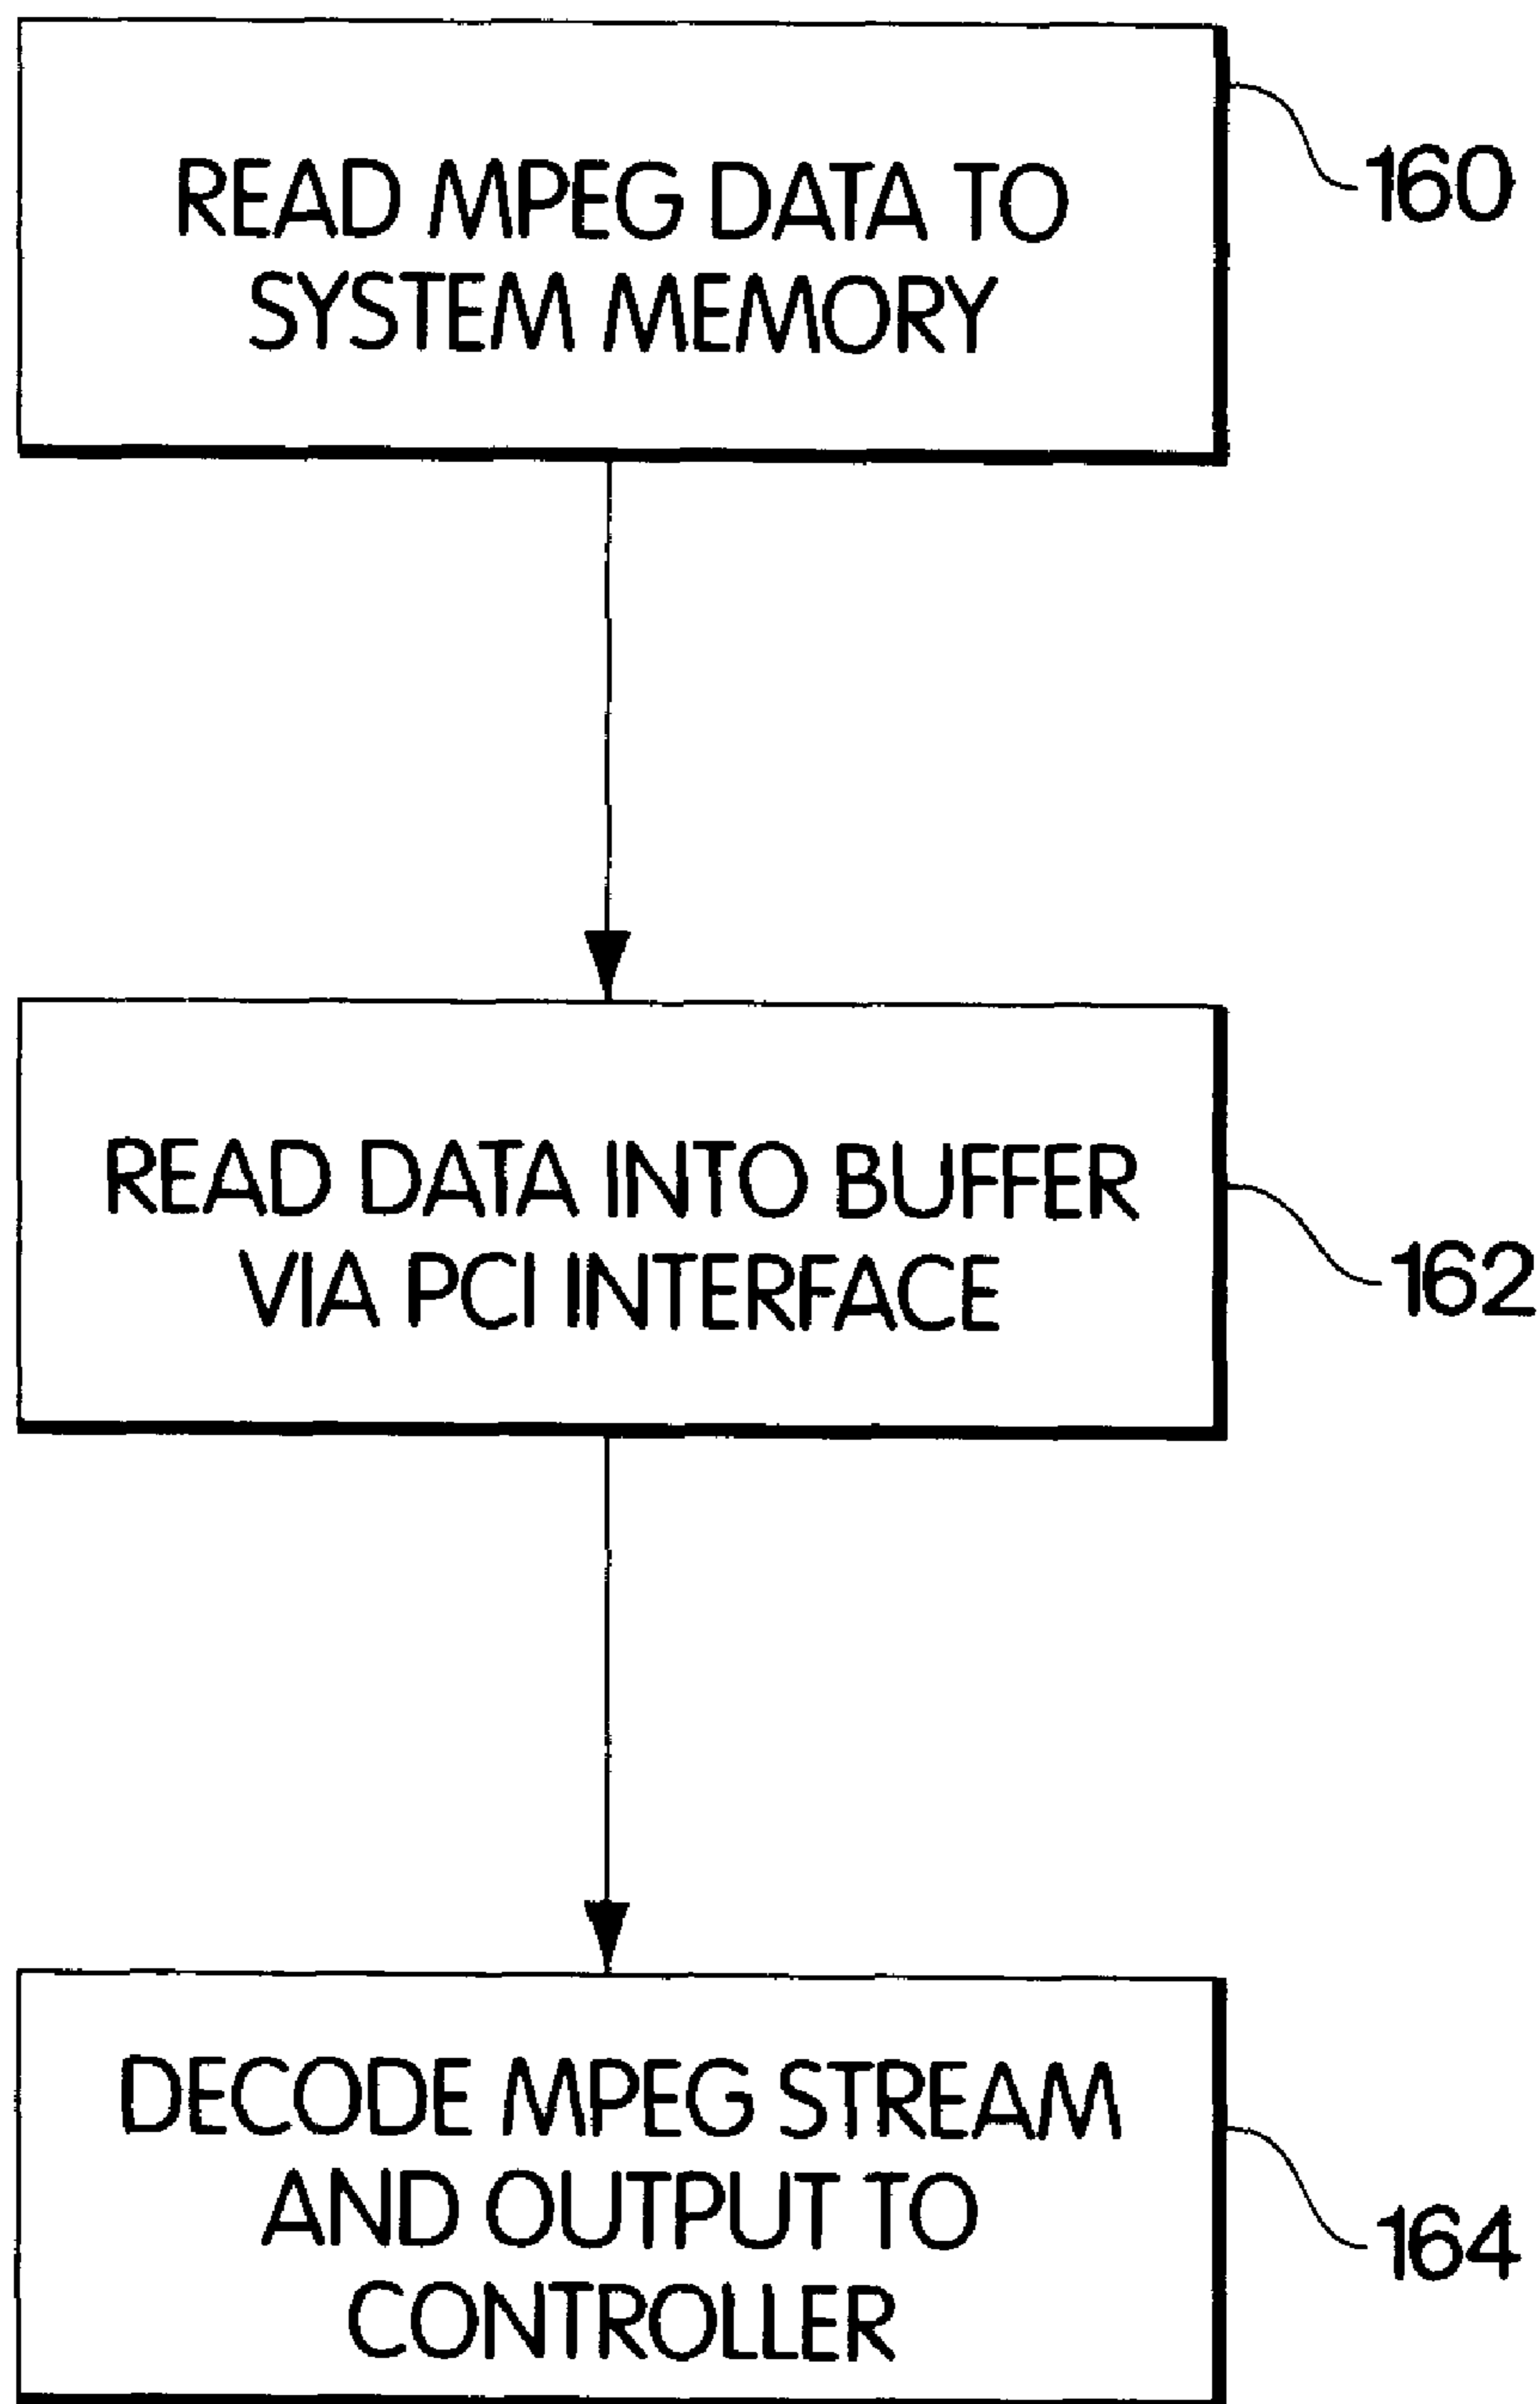 READ MPEG DATA TO
SYSTEM MEMORY
160
READ DATA INTO BUFFER
VIA PCI INTERFACE
162
DECODE MPEG STREAM
AND OUTPUT TO
CONTROLLER
164